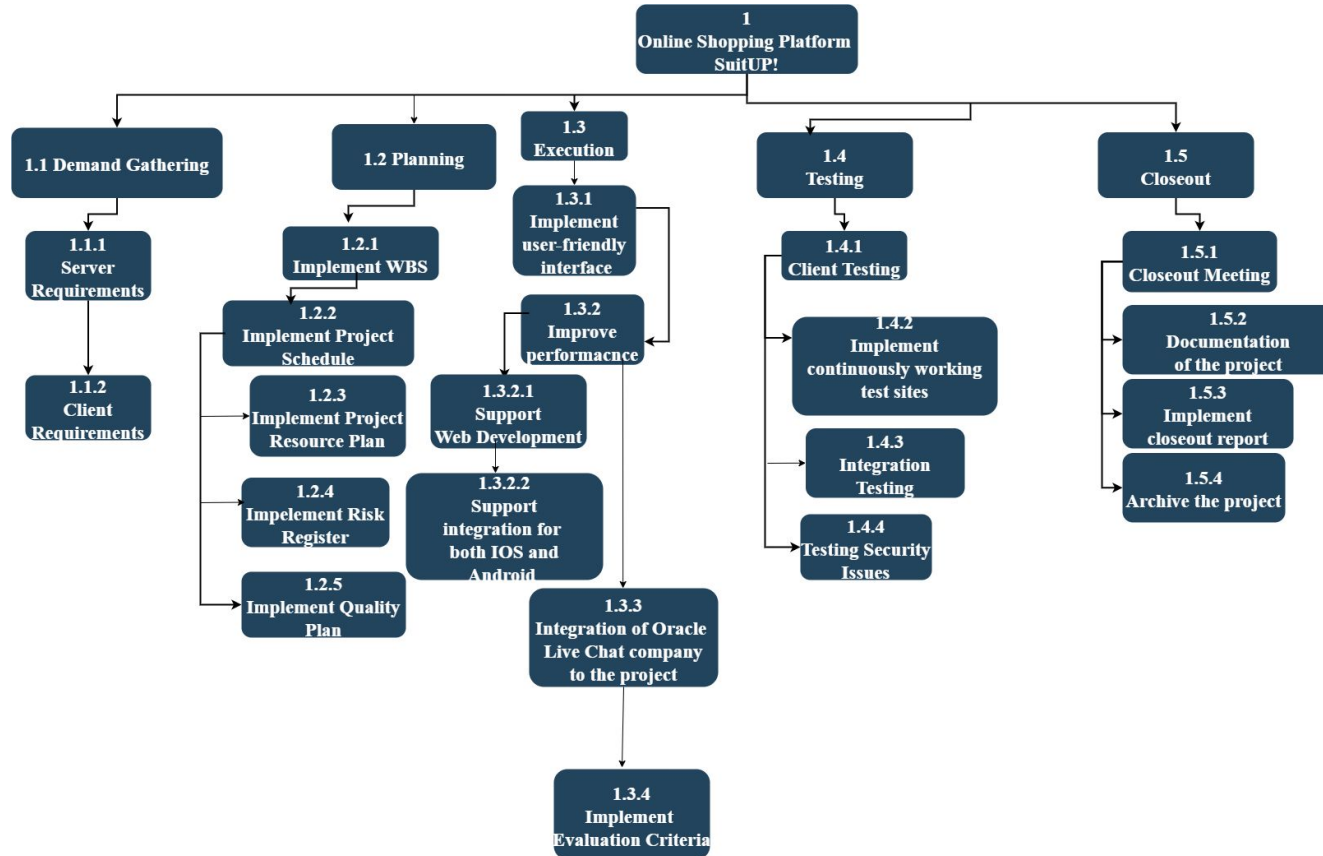 1
Online Shopping Platform
SuitUP!
1.1 Demand Gathering
1.1.1
Server
Requirements
1.1.2
Client
Requirements
1.2 Planning
1.2.1
Implement WBS
1.2.2
Implement Project
Schedule
1.2.3
Implement Project
Resource Plan
1.2.4
Impelement Risk
Register
1.2.5
Implement Quality
Plan
1.3
Execution
1.3.1
Implement
user-friendly
interface
1.3.2
Improve
performacnce
1.3.2.1
Support
Web Development
1.3.2.2
Support
integration for
both IOS and
Android
1.3.3
Integration of Oracle
Live Chat company
to the project
1.3.4
Implement
Evaluation Criteria
1.4
Testing
1.4.1
Client Testing
1.4.2
Implement
continuously working
test sites
1.4.3
Integration
Testing
1.4.4
Testing Security
Issues
1.5
Closeout
1.5.1
Closeout Meeting
1.5.2
Documentation
of the project
1.5.3
Implement
closeout report
1.5.4
Archive the project